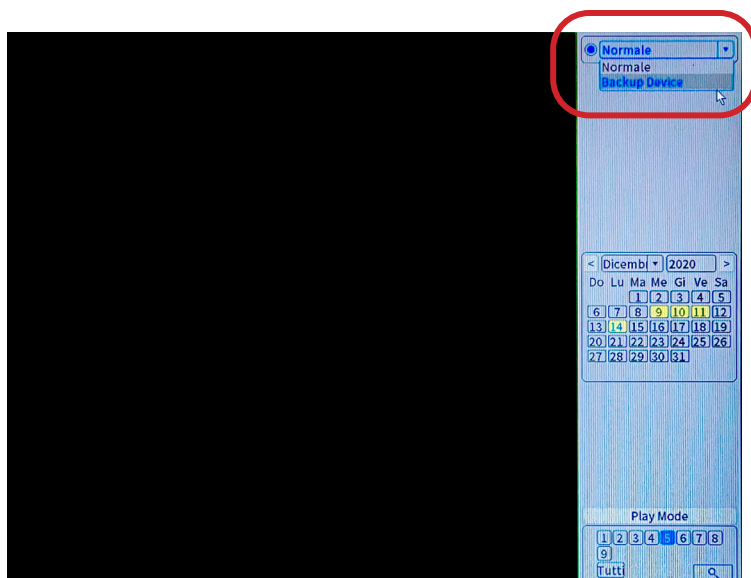 Normale
Normale
Backup Device
< Dicembr 2020 >
Do Lu Ma Me Gi Ve Sa
1 2 3 4 5
6 7 8 9 10 11 12
13 14 15 16 17 18 19
20 21 22 23 24 25 26
27 28 29 30 31
Play Mode
1 2 3 4 5 6 7 8
9
Tutti